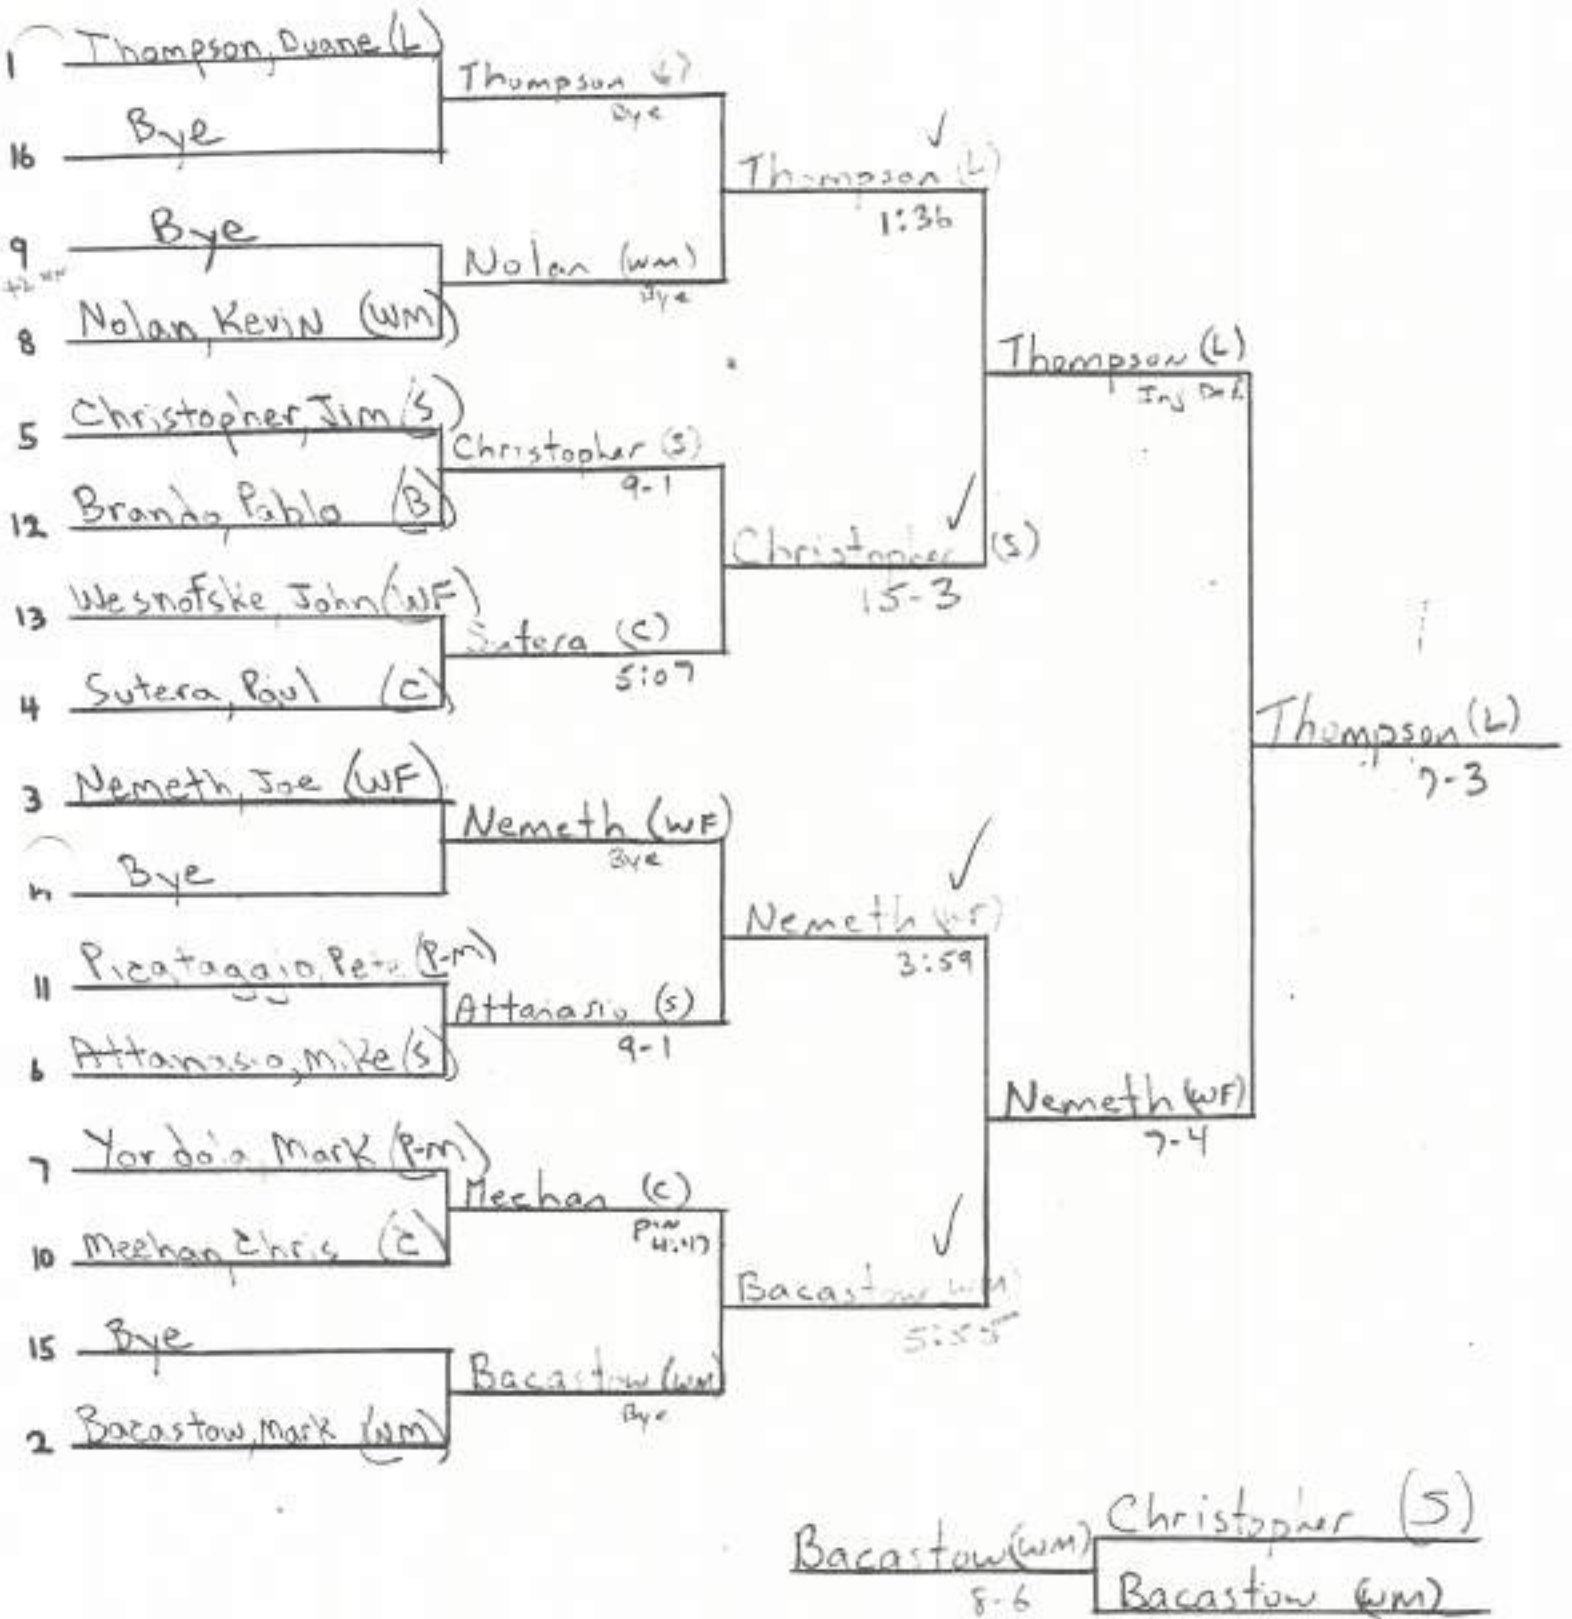 1 Thompson, Duane (L)
16 Bye
9 Bye
8 Nolan, Kevin (WM)
5 Christopher, Jim (S)
12 Brando, Pablo (B)
13 Wesnofske, John (WF)
4 Sutera, Paul (C)
3 Nemeth, Joe (WF)
Bye
11 Picataggio, Pete (P-M)
6 Attanasio, Mike (S)
7 Mark (P-M)
10 Meehan, Chris (C)
15 Bye
2 Bacastow, Mark (WM)
Thompson (L)
Bye
Nolan (WM)
Bye
Christopher (S)
9-1
Sutera (C)
5:07
Nemeth (WF)
Bye
Attanasio (S)
9-1
Meehan (C)
Pin
4:47
Bacastow (WM)
Bye
Thompson (L)
1:36
Christopher (S)
15-3
Nemeth (WF)
3:59
Bacastow (WM)
5:55
Thompson (L)
Inj Def.
Nemeth (WF)
7-4
Thompson (L)
7-3
Christopher (S)
Bacastow (WM)
Bacastow (WM)
8-6